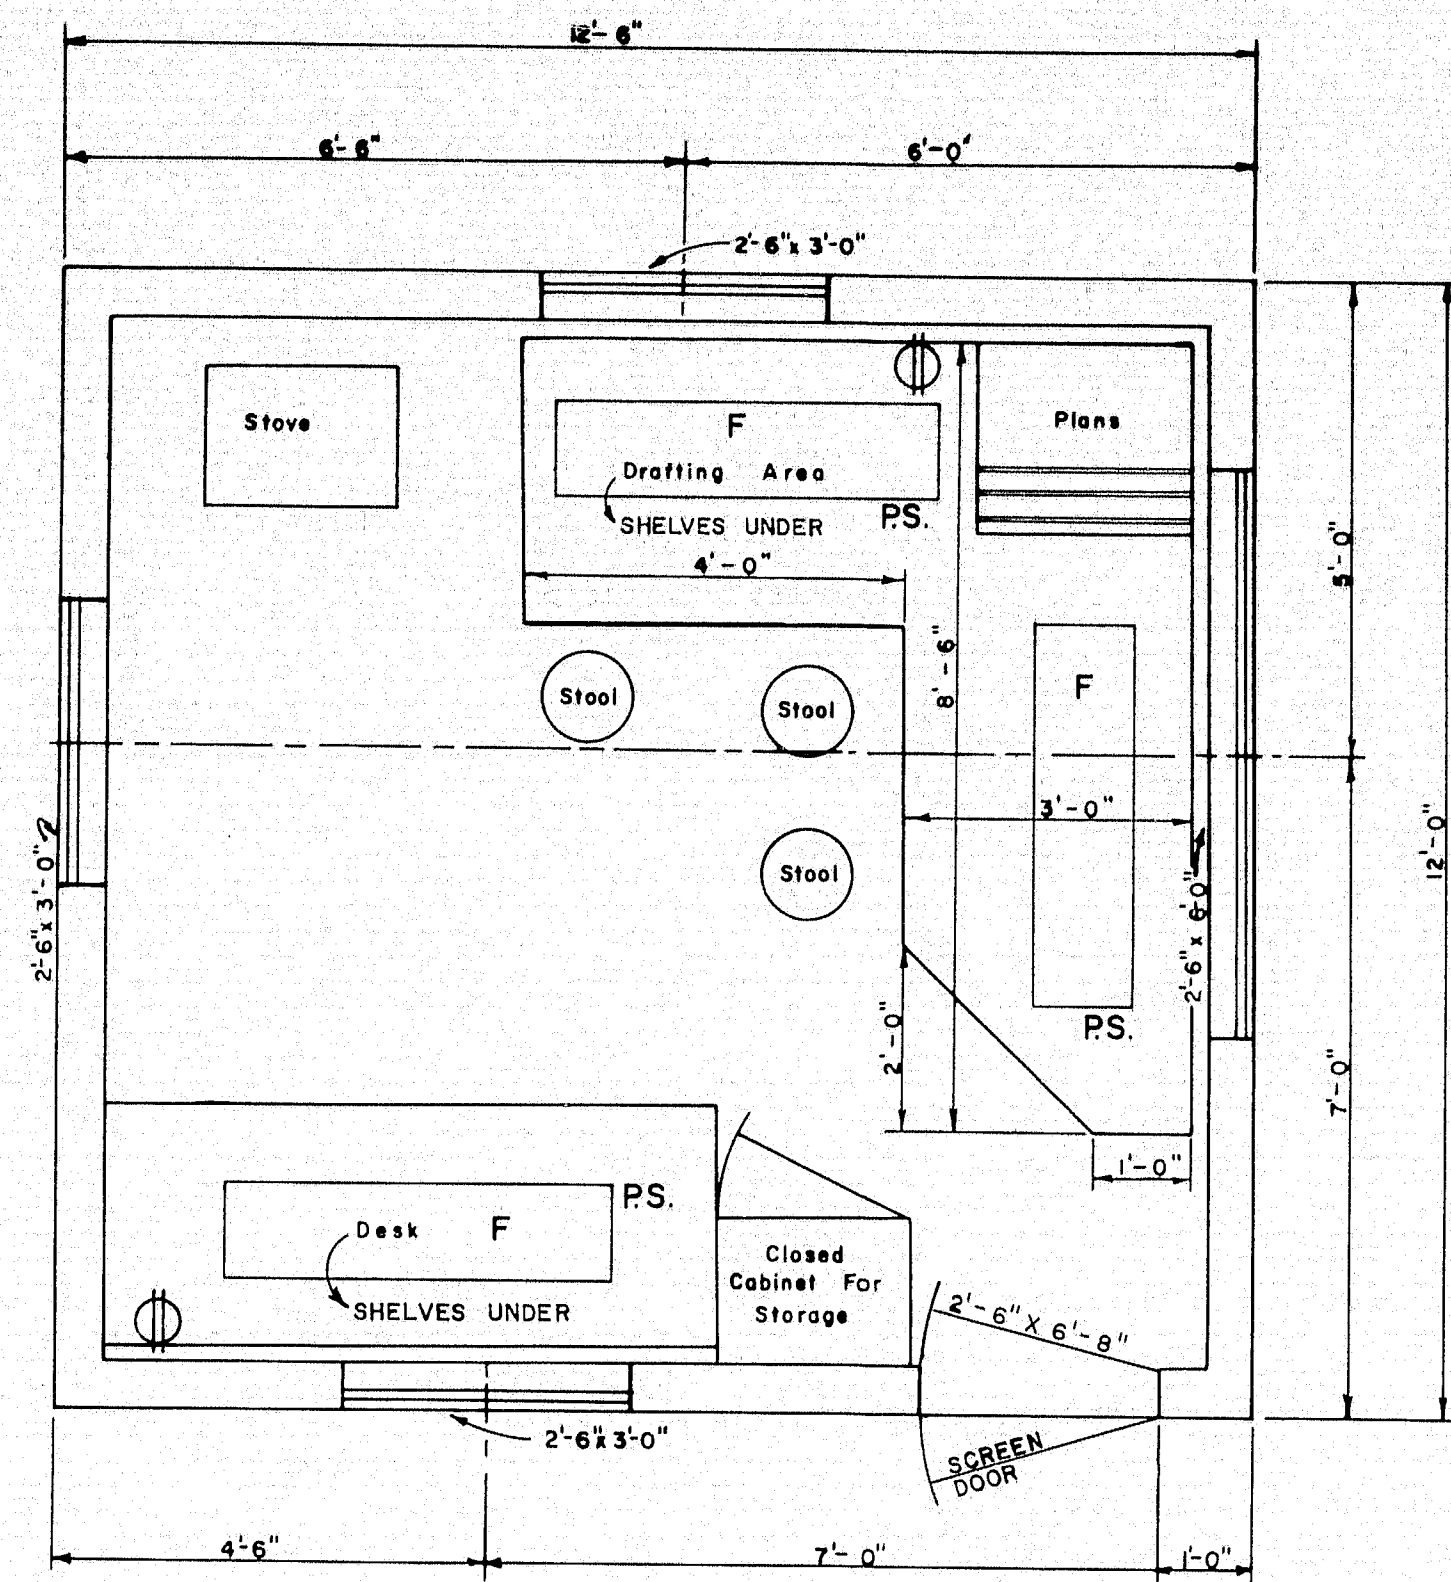 12'-6"
6'-6"
6'-0"
2'-6" x 3'-0"
Stove
F
Drafting Area
SHELVES UNDER
P.S.
4'-0"
Plans
5'-0"
8'-6"
Stool
Stool
F
3'-0"
Stool
2'-6" x 3'-0"
2'-6" x 6'-0"
12'-0"
2'-0"
P.S.
7'-0"
1'-0"
P.S.
Desk F
SHELVES UNDER
Closed
Cabinet For
Storage
2'-6" X 6'-8"
2'-6" x 3'-0"
SCREEN
DOOR
4'-6"
7'-0"
1'-0"